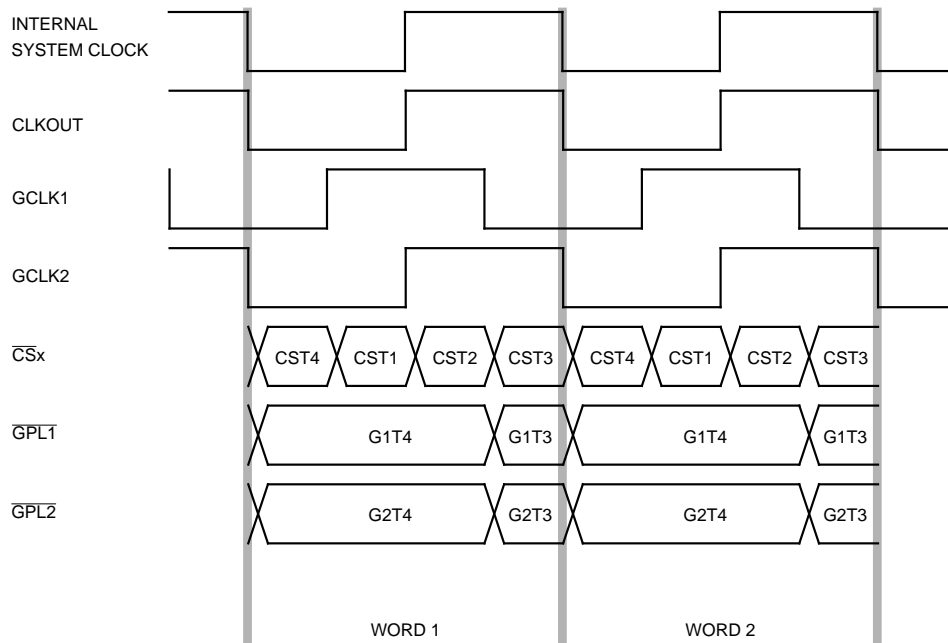 INTERNAL
SYSTEM CLOCK
CLKOUT
GCLK1
GCLK2
CSx CST4 CST1 CST2 CST3 CST4 CST1 CST2 CST3
GPL1 G1T4 G1T3 G1T4 G1T3
GPL2 G2T4 G2T3 G2T4 G2T3
WORD 1 WORD 2